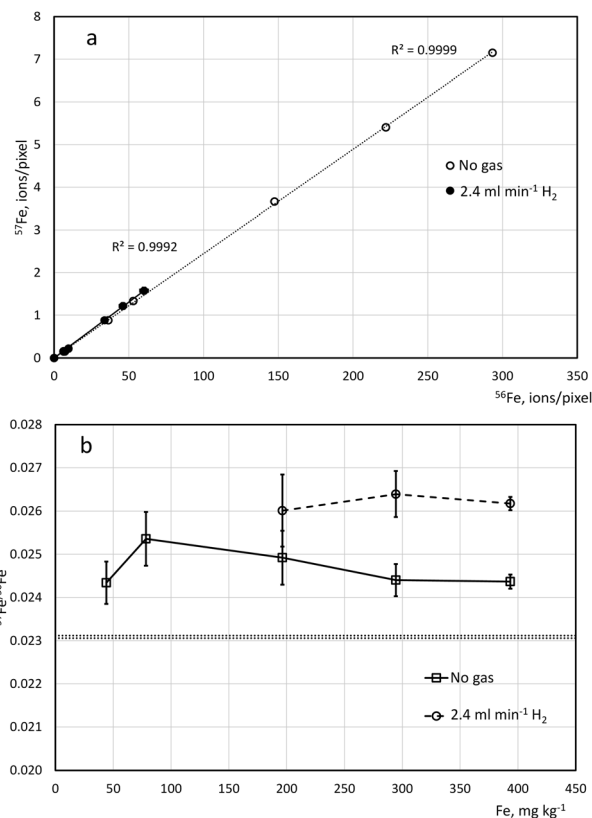 a
8
7
6
5
4
3
2
1
0
⁵⁷Fe, ions/pixel
R² = 0.9999
R² = 0.9992
No gas
2.4 ml min⁻¹ H₂
0 50 100 150 200 250 300 350
⁵⁶Fe, ions/pixel
b
0.028
0.027
0.026
0.025
0.024
0.023
0.022
0.021
0.020
No gas
2.4 ml min⁻¹ H₂
0 50 100 150 200 250 300 350 400 450
Fe, mg kg⁻¹